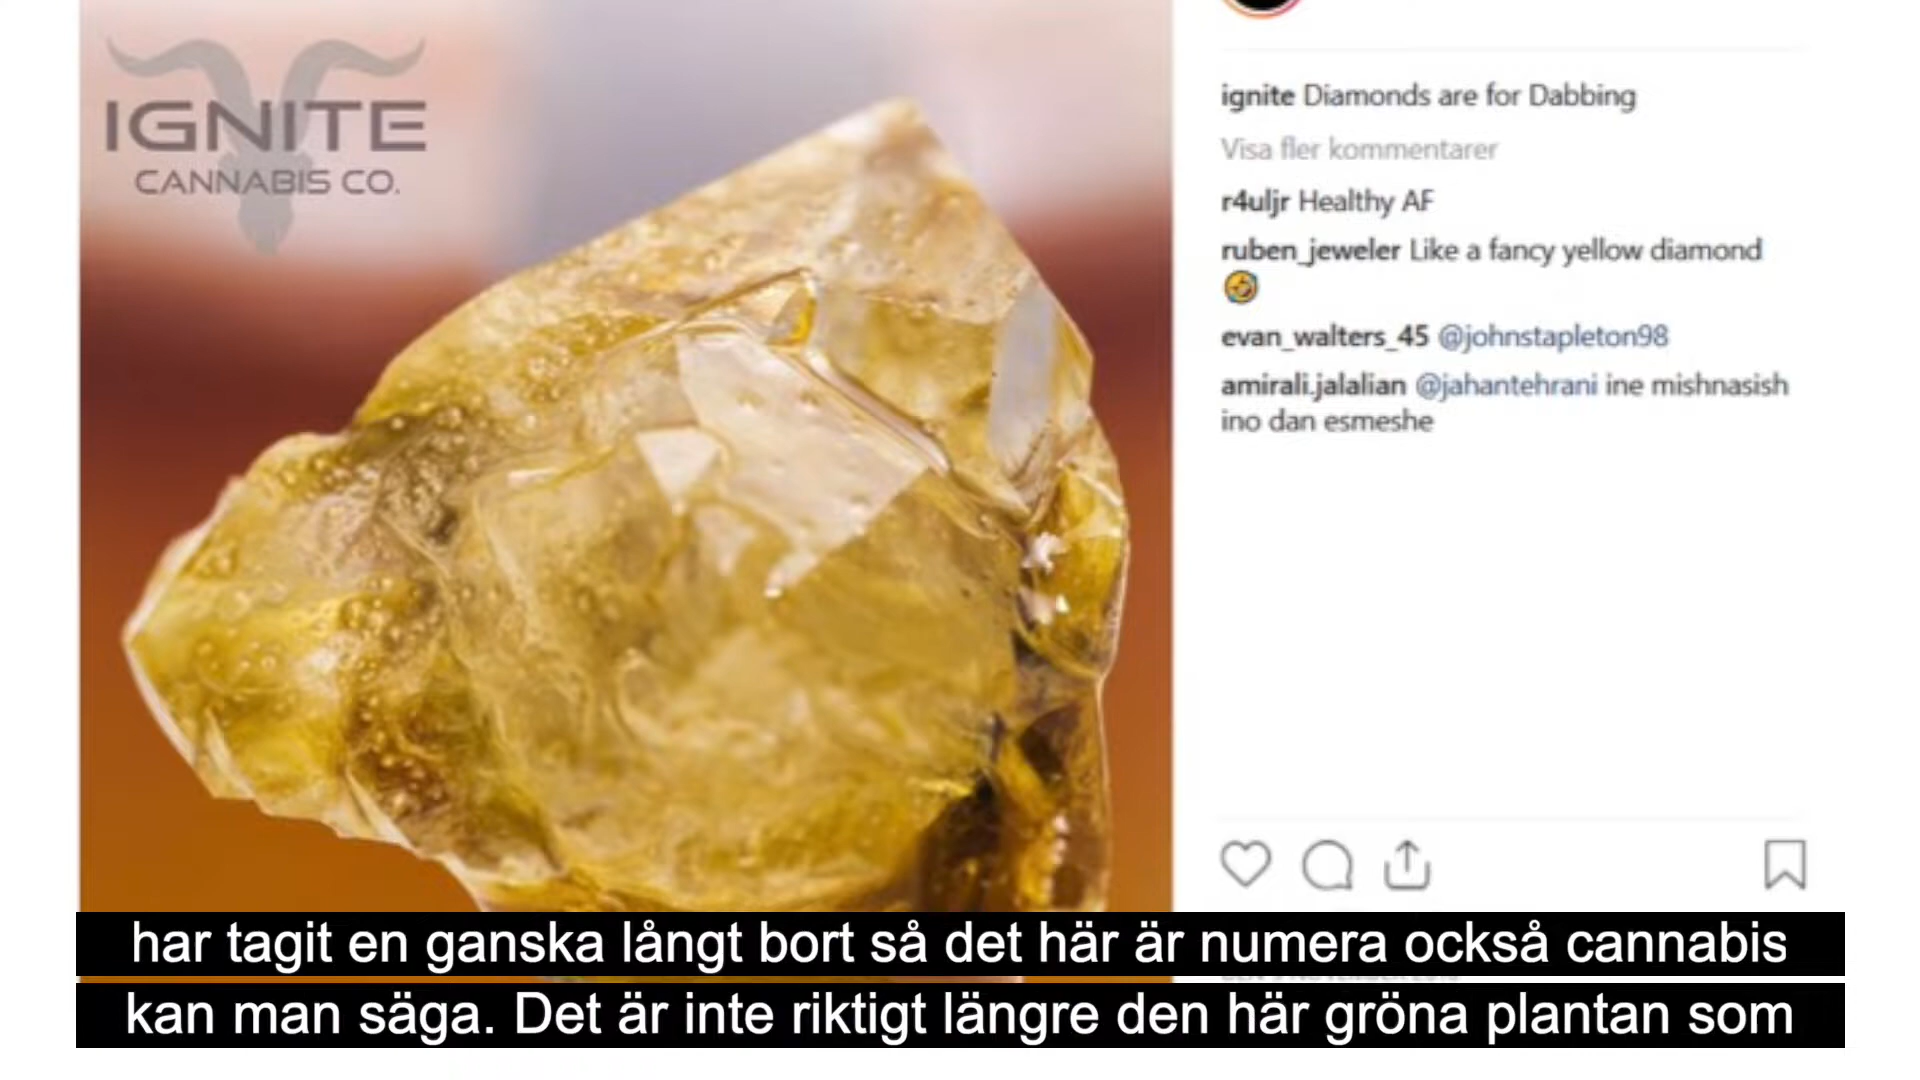 IGNITE
CANNABIS CO.
ignite Diamonds are for Dabbing
Visa fler kommentarer
r4uljr Healthy AF
ruben_jeweler Like a fancy yellow diamond
🤣
evan_walters_45 @johnstapleton98
amirali.jalalian @jahantehrani ine mishnasish
ino dan esmeshe
har tagit en ganska långt bort så det här är numera också cannabis
kan man säga. Det är inte riktigt längre den här gröna plantan som